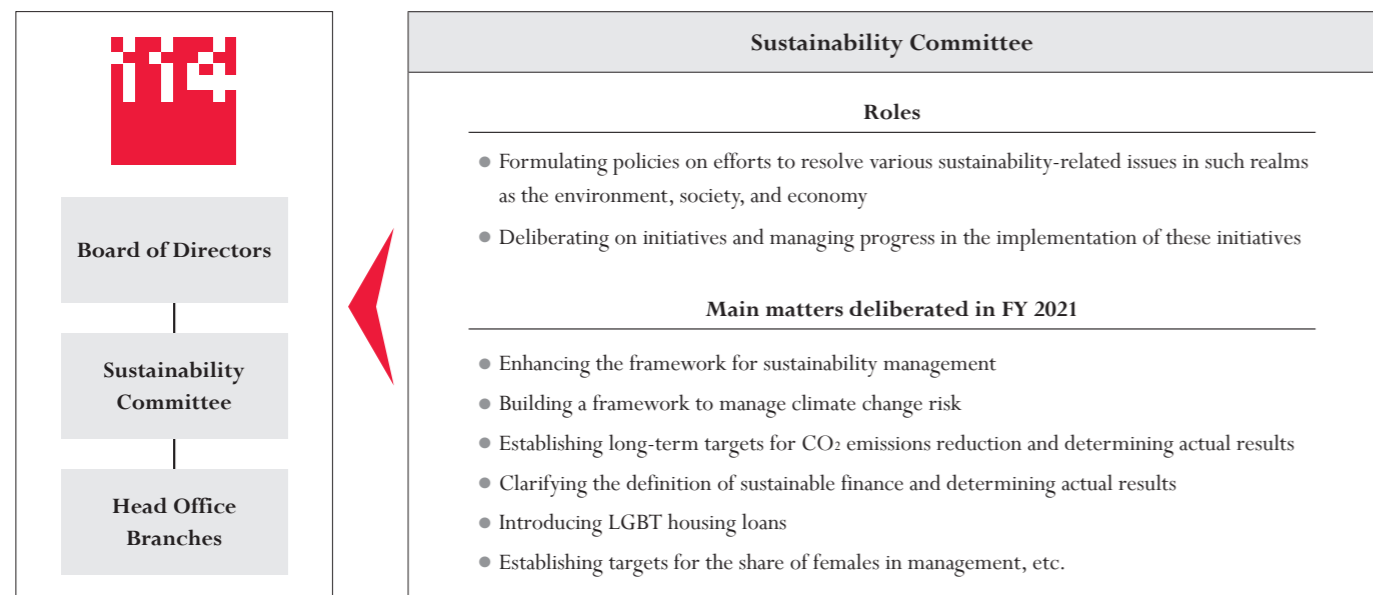 114
Board of Directors
Sustainability
Committee
Head Office
Branches
Sustainability Committee
Roles
● Formulating policies on efforts to resolve various sustainability-related issues in such realms
as the environment, society, and economy
● Deliberating on initiatives and managing progress in the implementation of these initiatives
Main matters deliberated in FY 2021
● Enhancing the framework for sustainability management
● Building a framework to manage climate change risk
● Establishing long-term targets for CO₂ emissions reduction and determining actual results
● Clarifying the definition of sustainable finance and determining actual results
● Introducing LGBT housing loans
● Establishing targets for the share of females in management, etc.